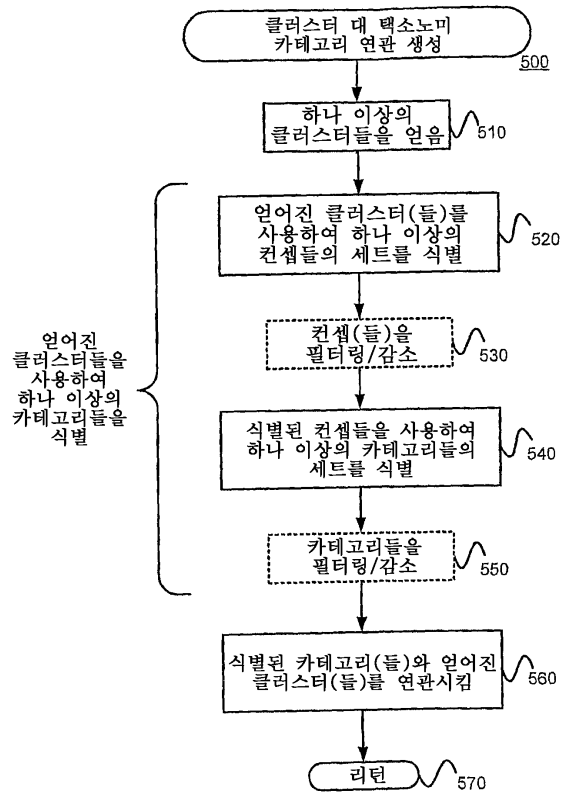 클러스터 대 택소노미
카테고리 연관 생성
500
하나 이상의
클러스터들을 얻음
510
얻어진 클러스터(들)를
사용하여 하나 이상의
컨셉들의 세트를 식별
520
컨셉(들)을
필터링/감소
530
얻어진
클러스터들을
사용하여
하나 이상의
카테고리들을
식별
식별된 컨셉들을 사용하여
하나 이상의 카테고리들의
세트를 식별
540
카테고리들을
필터링/감소
550
식별된 카테고리(들)와 얻어진
클러스터(들)를 연관시킴
560
리턴
570